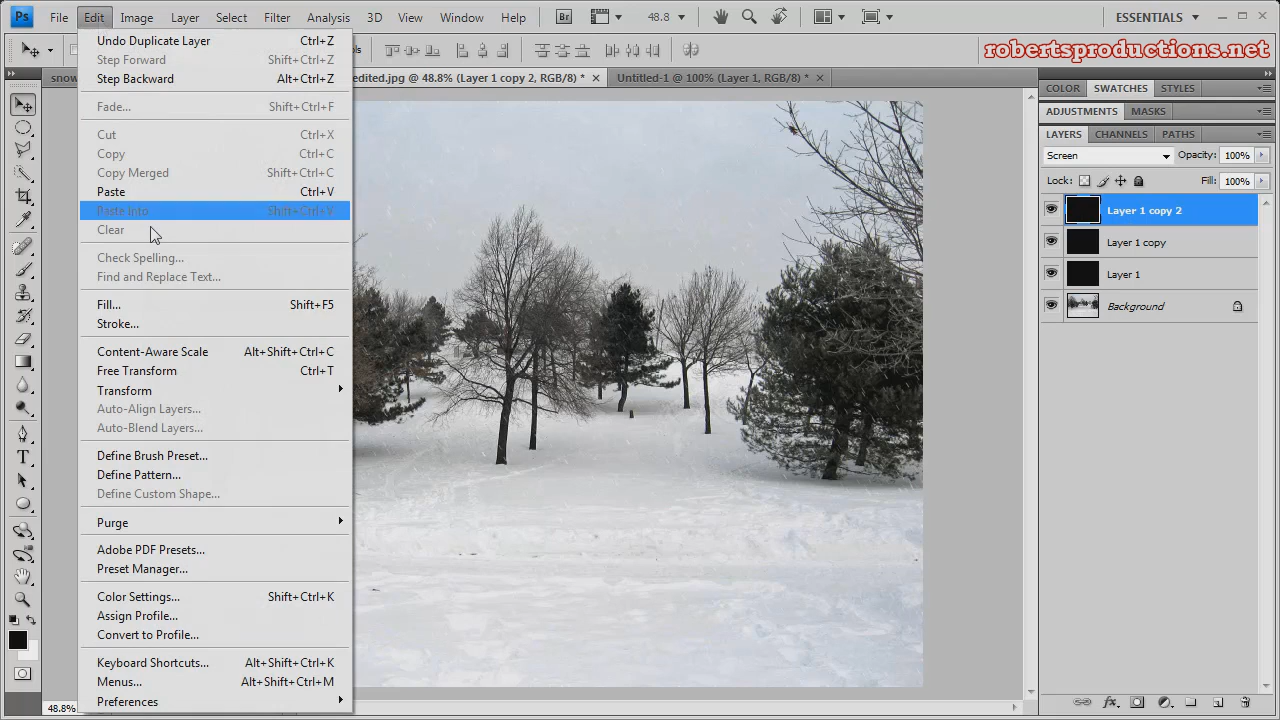 Ps File Edit Image Layer Select Filter Analysis 3D View Window Help Br 48.8 ESSENTIALS
robertsproductions.net
snow
edited.jpg @ 48.8% (Layer 1 copy 2, RGB/8) * Untitled-1 @ 100% (Layer 1, RGB/8) *
Undo Duplicate Layer Ctrl+Z
Step Forward Shift+Ctrl+Z
Step Backward Alt+Ctrl+Z
Fade... Shift+Ctrl+F
Cut Ctrl+X
Copy Ctrl+C
Copy Merged Shift+Ctrl+C
Paste Ctrl+V
Paste Into Shift+Ctrl+V
Clear
Check Spelling...
Find and Replace Text...
Fill... Shift+F5
Stroke...
Content-Aware Scale Alt+Shift+Ctrl+C
Free Transform Ctrl+T
Transform
Auto-Align Layers...
Auto-Blend Layers...
Define Brush Preset...
Define Pattern...
Define Custom Shape...
Purge
Adobe PDF Presets...
Preset Manager...
Color Settings... Shift+Ctrl+K
Assign Profile...
Convert to Profile...
Keyboard Shortcuts... Alt+Shift+Ctrl+K
Menus... Alt+Shift+Ctrl+M
Preferences
48.8%
COLOR SWATCHES STYLES
ADJUSTMENTS MASKS
LAYERS CHANNELS PATHS
Screen Opacity: 100%
Lock: Fill: 100%
Layer 1 copy 2
Layer 1 copy
Layer 1
Background